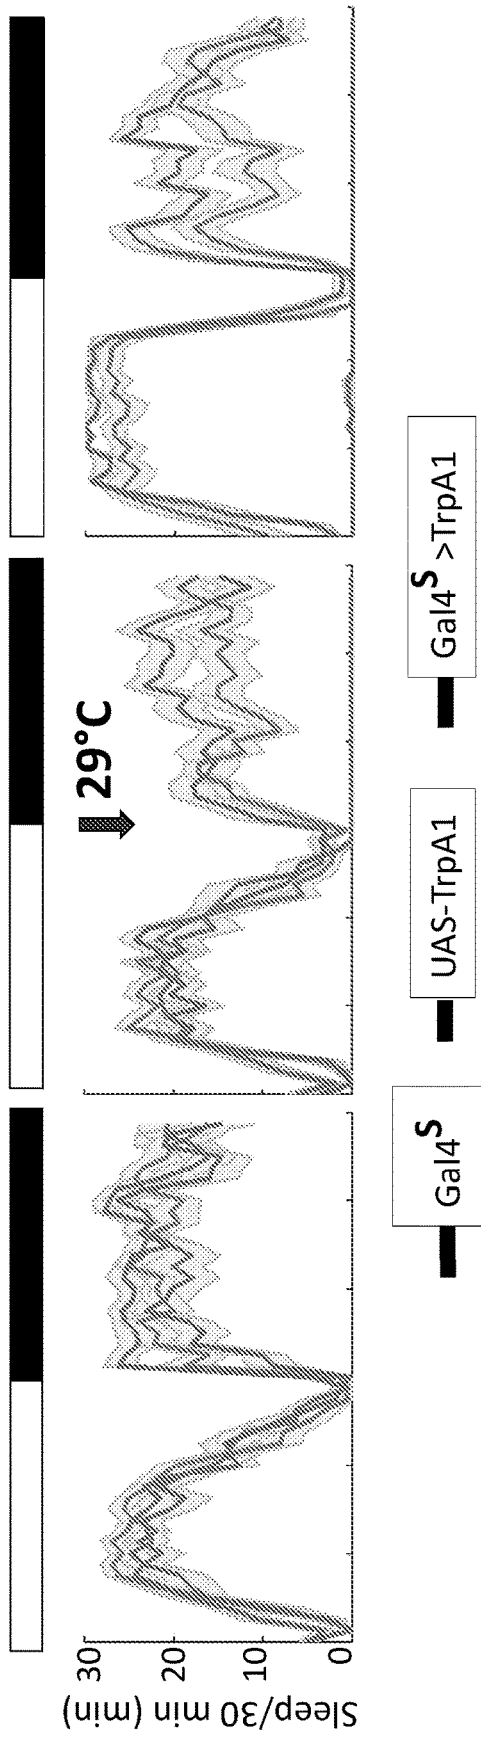 29°C
Sleep/30 min (min)
30
20
10
0
Gal4S
UAS-TrpA1
Gal4S >TrpA1